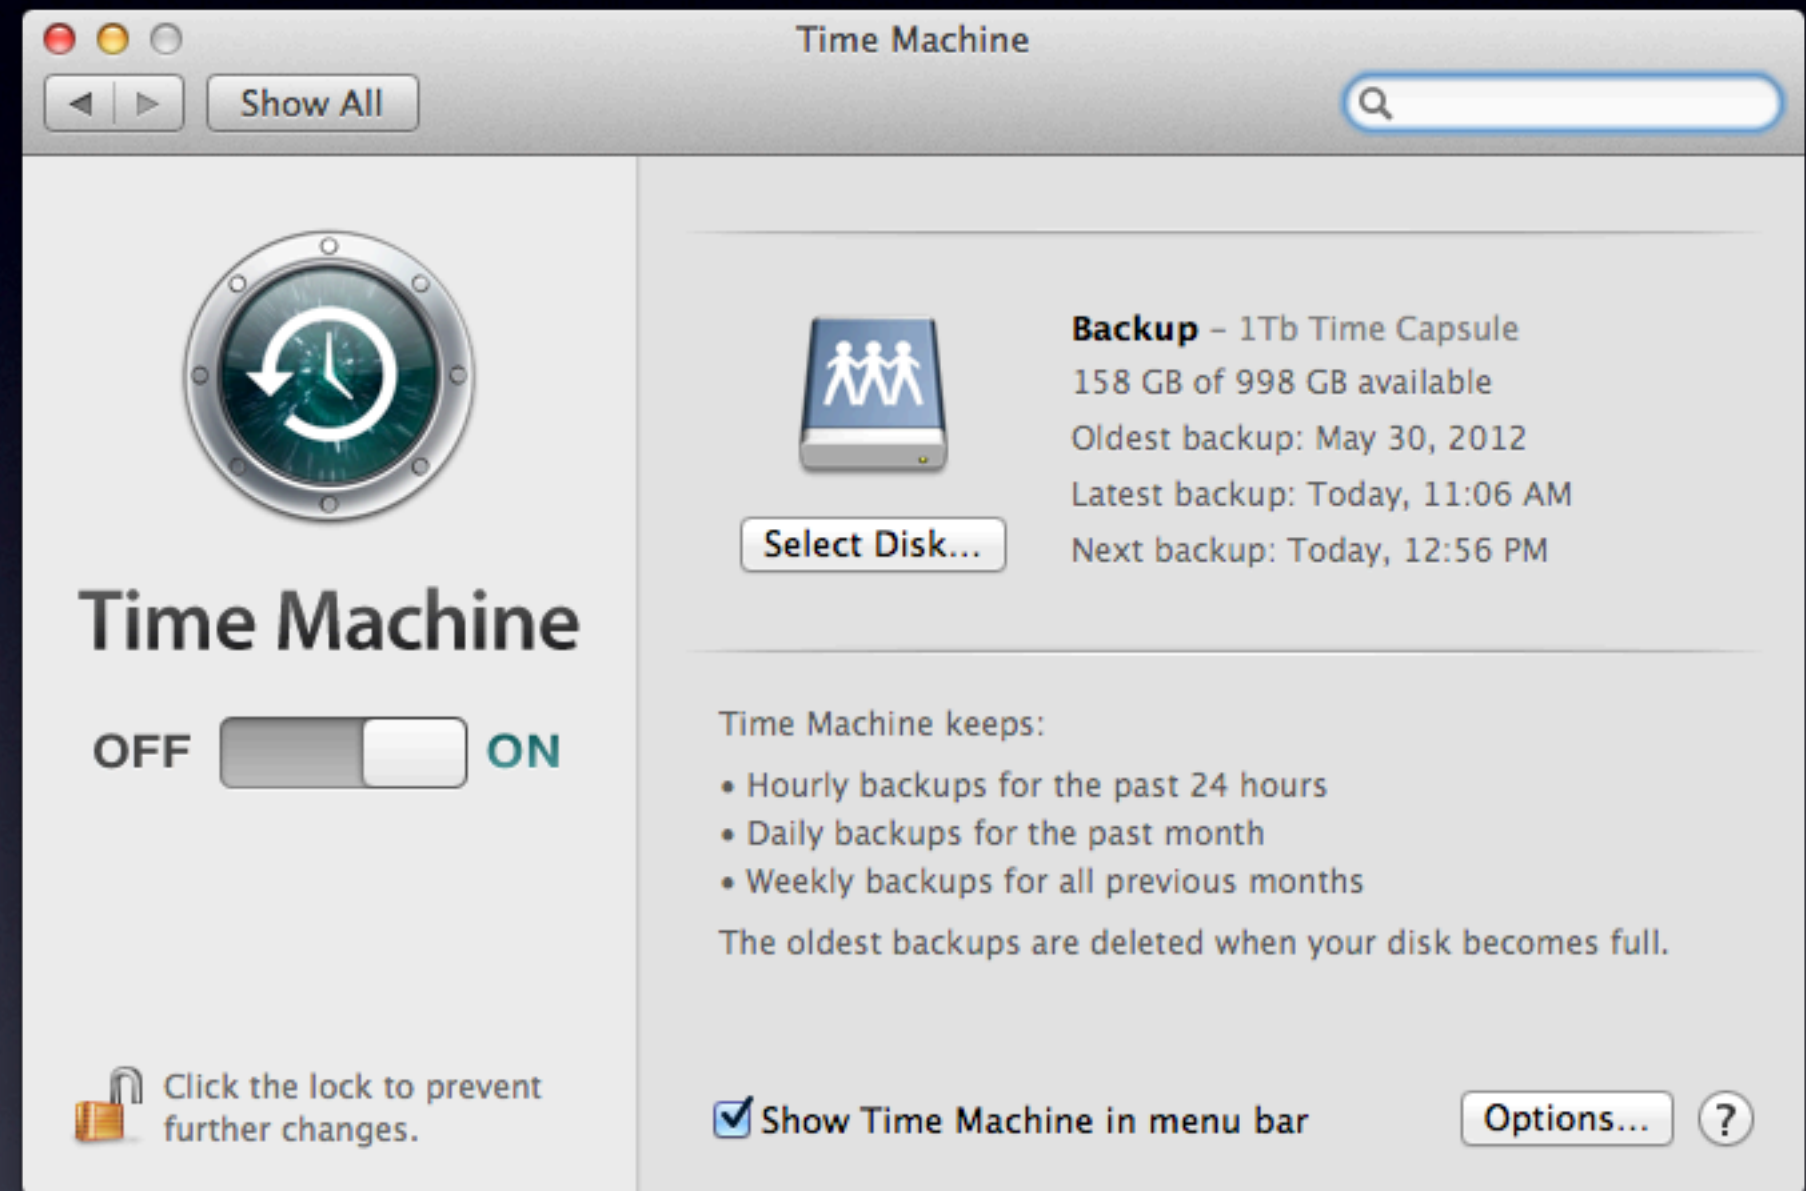 Time Machine
Show All
Time Machine
OFF ON
Click the lock to prevent
further changes.
Backup – 1Tb Time Capsule
158 GB of 998 GB available
Oldest backup: May 30, 2012
Latest backup: Today, 11:06 AM
Next backup: Today, 12:56 PM
Select Disk...
Time Machine keeps:
• Hourly backups for the past 24 hours
• Daily backups for the past month
• Weekly backups for all previous months
The oldest backups are deleted when your disk becomes full.
Show Time Machine in menu bar
Options...
?